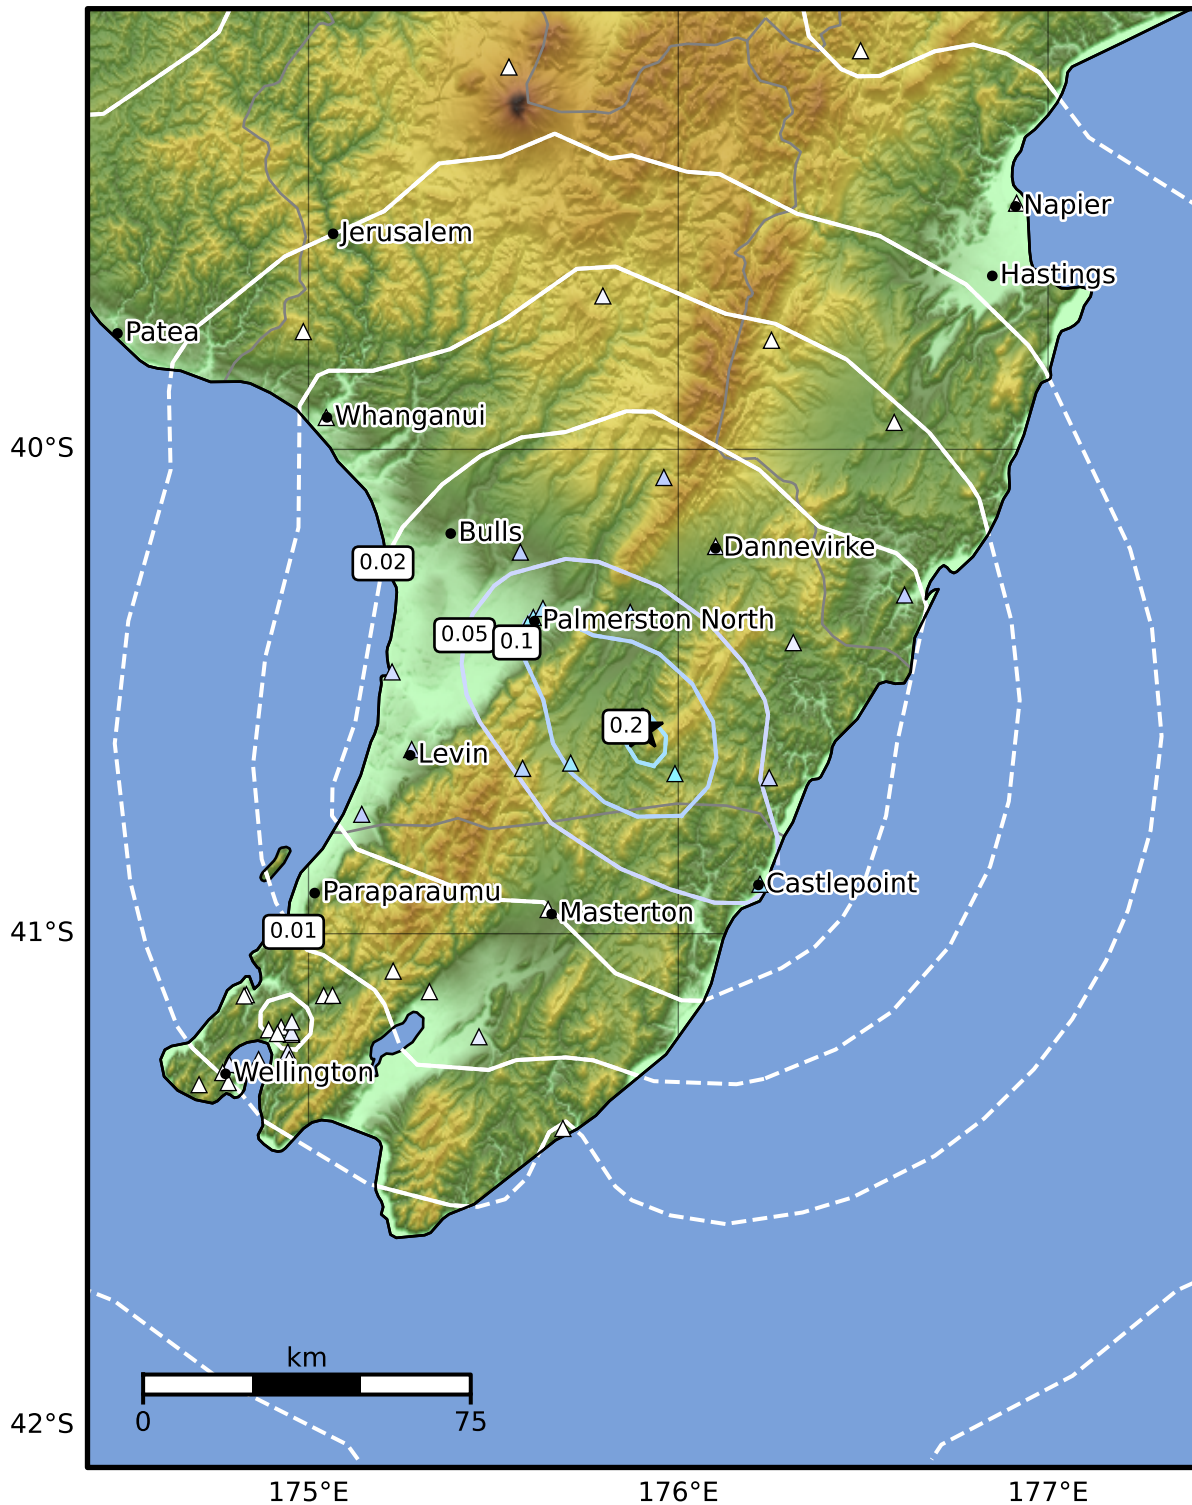 Napier
Jerusalem
Hastings
Patea
Whanganui
40°S
Bulls
Dannevirke
0.02
Palmerston North
0.05
0.1
0.2
Levin
Castlepoint
Paraparaumu
Masterton
41°S
0.01
Wellington
km
0
75
42°S
175°E
176°E
177°E